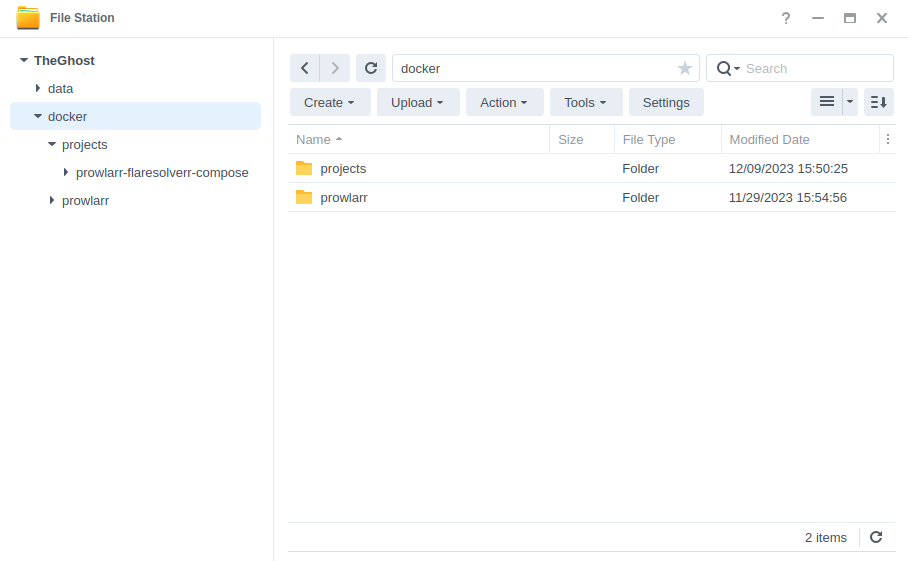 File Station
?
TheGhost
data
docker
projects
prowlarr-flaresolverr-compose
prowlarr
docker
Search
Create
Upload
Action
Tools
Settings
Name
Size
File Type
Modified Date
projects
Folder
12/09/2023 15:50:25
prowlarr
Folder
11/29/2023 15:54:56
2 items